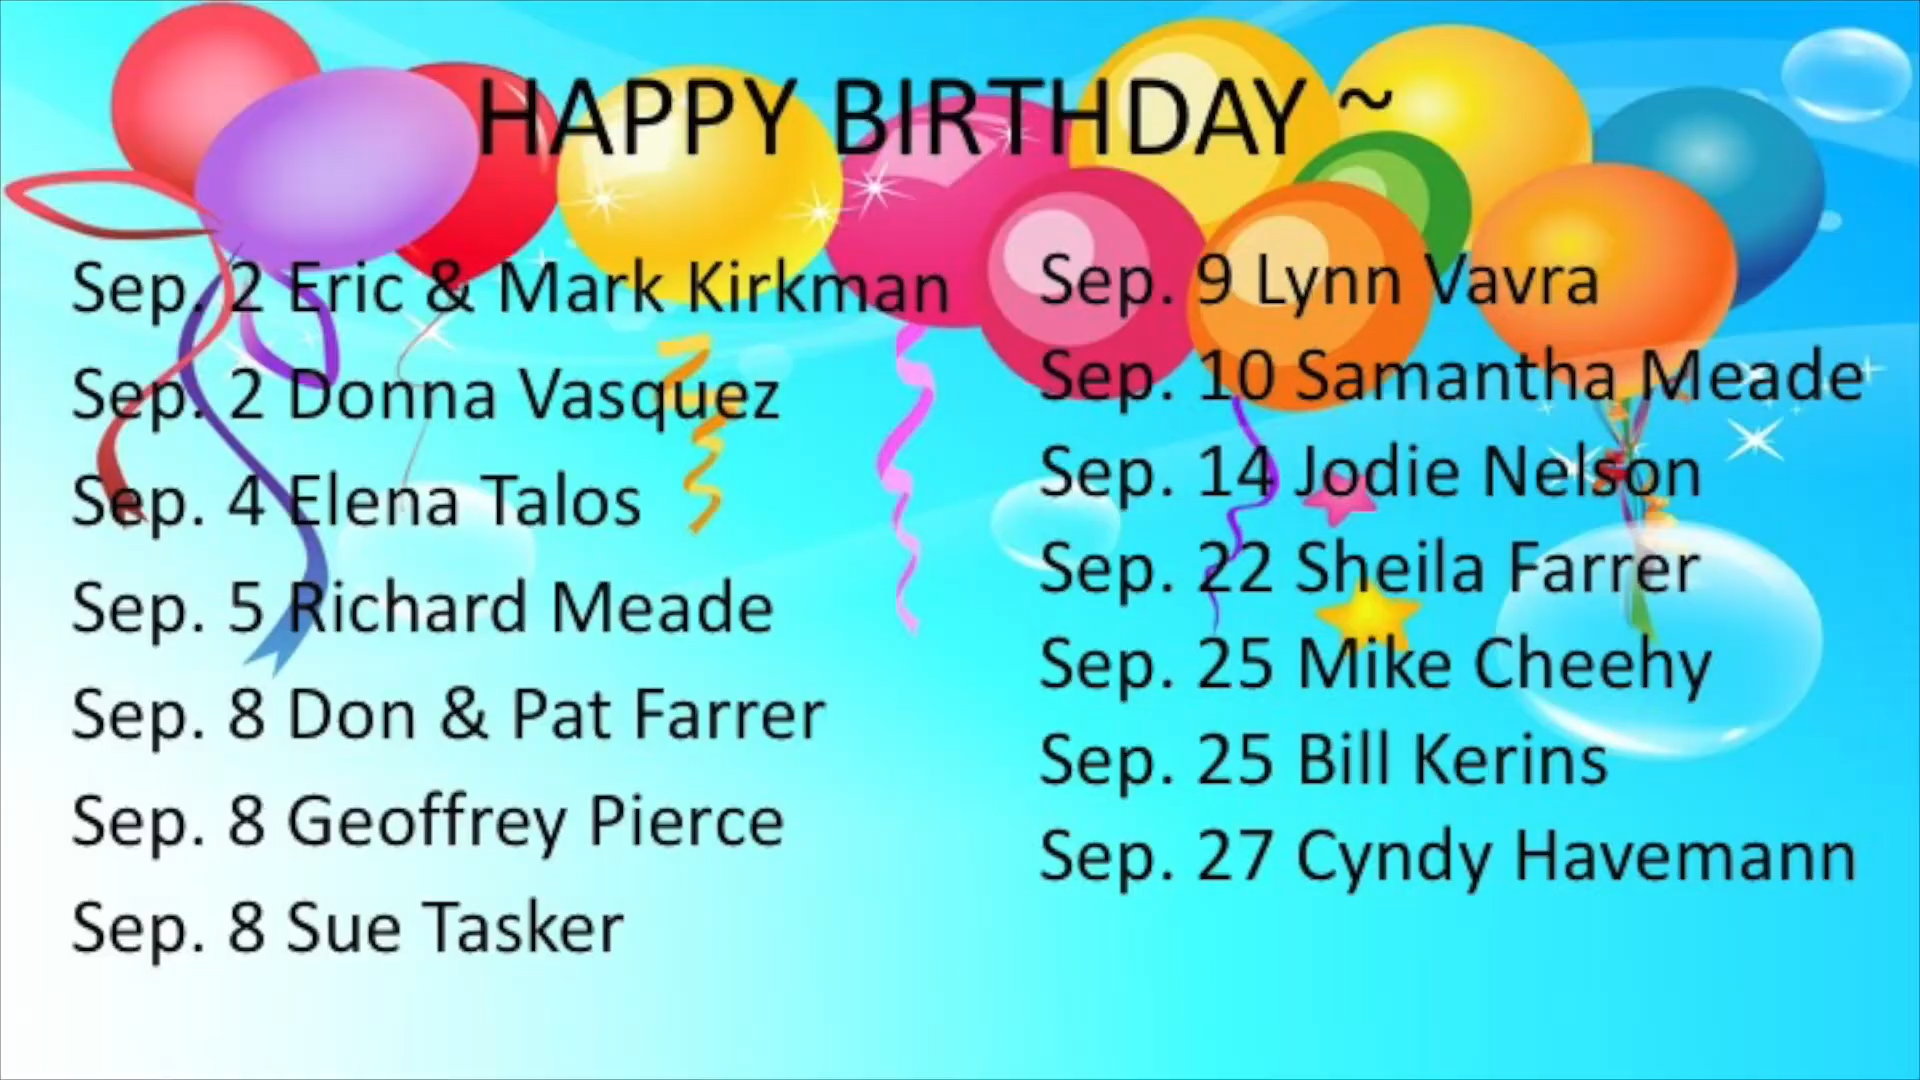 HAPPY BIRTHDAY ~
Sep. 2 Eric & Mark Kirkman
Sep. 2 Donna Vasquez
Sep. 4 Elena Talos
Sep. 5 Richard Meade
Sep. 8 Don & Pat Farrer
Sep. 8 Geoffrey Pierce
Sep. 8 Sue Tasker
Sep. 9 Lynn Vavra
Sep. 10 Samantha Meade
Sep. 14 Jodie Nelson
Sep. 22 Sheila Farrer
Sep. 25 Mike Cheehy
Sep. 25 Bill Kerins
Sep. 27 Cyndy Havemann